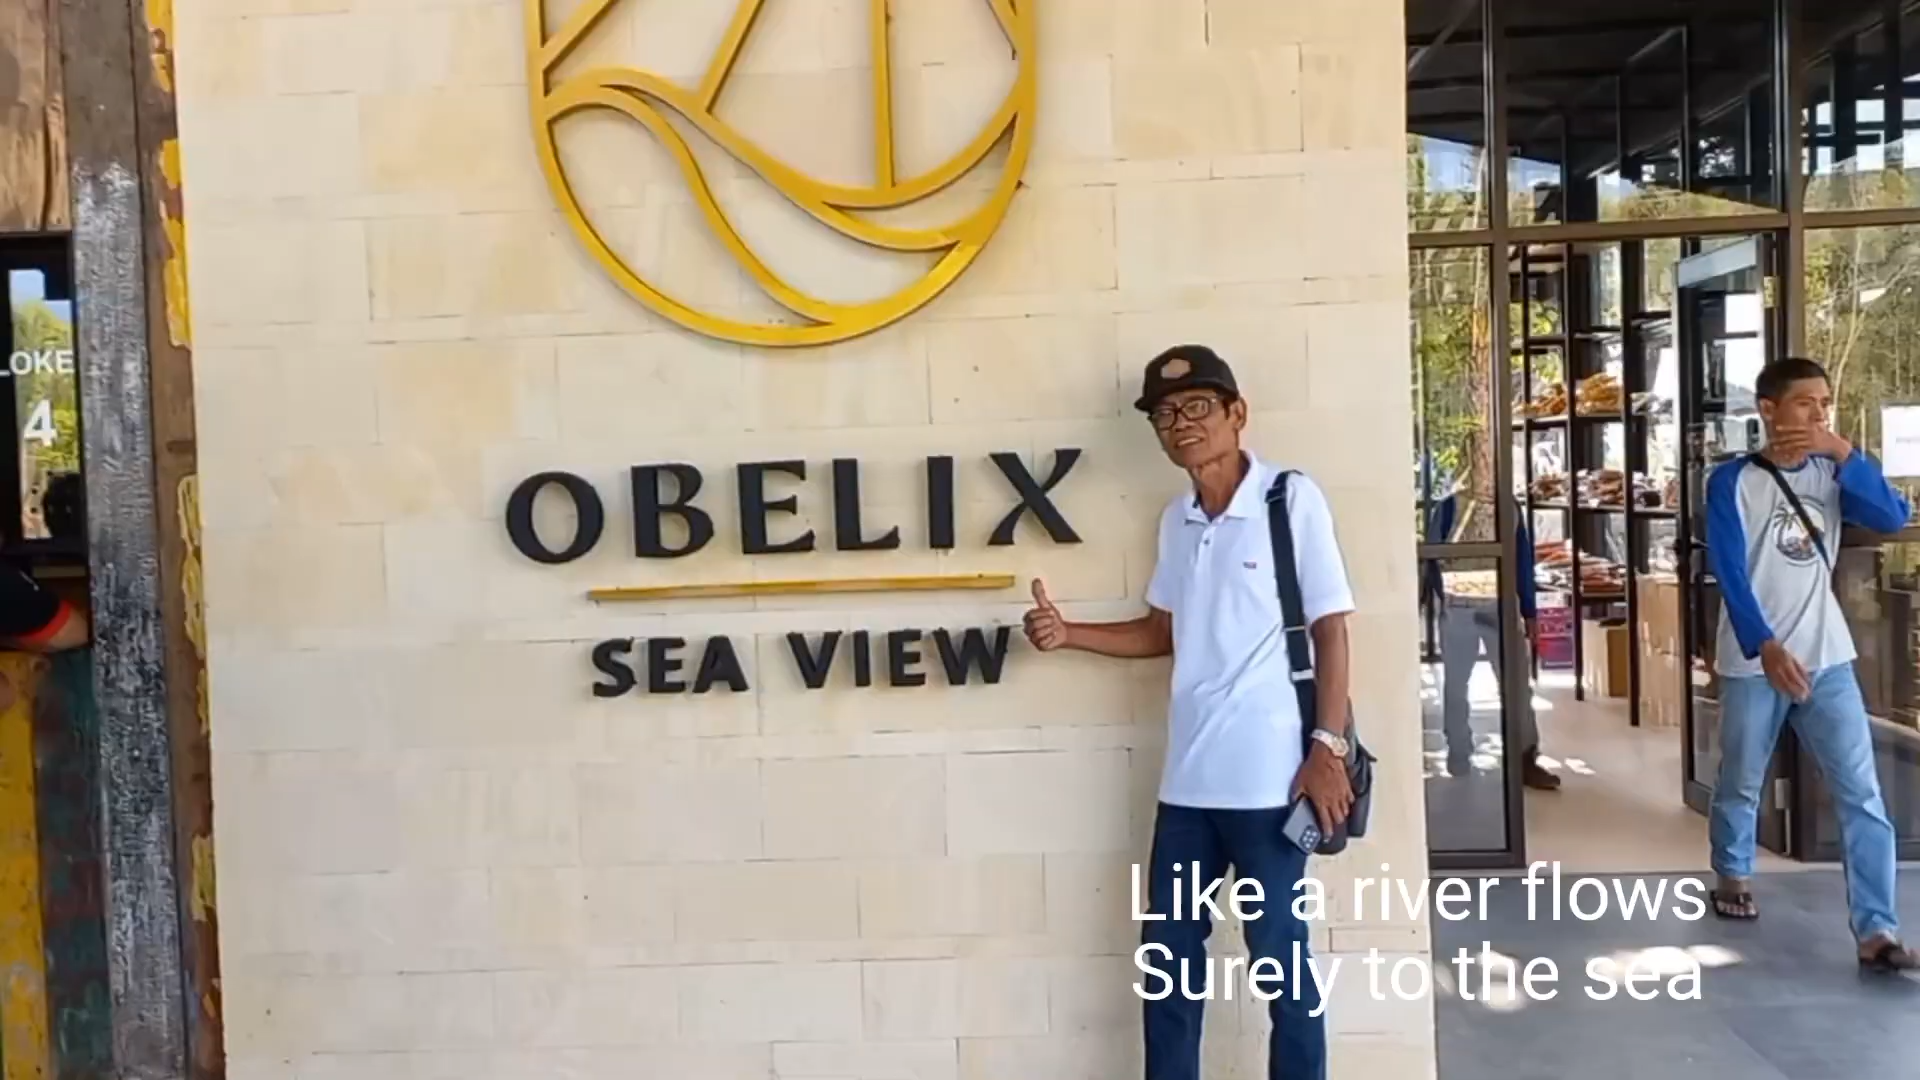 LOKE
4
OBELIX
SEA VIEW
Like a river flows
Surely to the sea